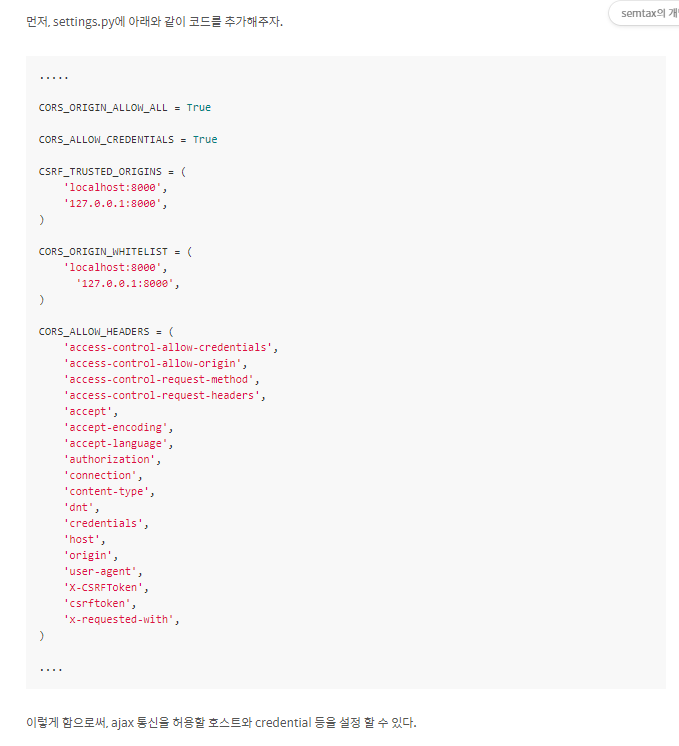 semtax의 개
먼저, settings.py에 아래와 같이 코드를 추가해주자.
.....
CORS_ORIGIN_ALLOW_ALL = True
CORS_ALLOW_CREDENTIALS = True
CSRF_TRUSTED_ORIGINS = (
    'localhost:8000',
    '127.0.0.1:8000',
)
CORS_ORIGIN_WHITELIST = (
    'localhost:8000',
      '127.0.0.1:8000',
)
CORS_ALLOW_HEADERS = (
    'access-control-allow-credentials',
    'access-control-allow-origin',
    'access-control-request-method',
    'access-control-request-headers',
    'accept',
    'accept-encoding',
    'accept-language',
    'authorization',
    'connection',
    'content-type',
    'dnt',
    'credentials',
    'host',
    'origin',
    'user-agent',
    'X-CSRFToken',
    'csrftoken',
    'x-requested-with',
)
....
이렇게 함으로써, ajax 통신을 허용할 호스트와 credential 등을 설정 할 수 있다.